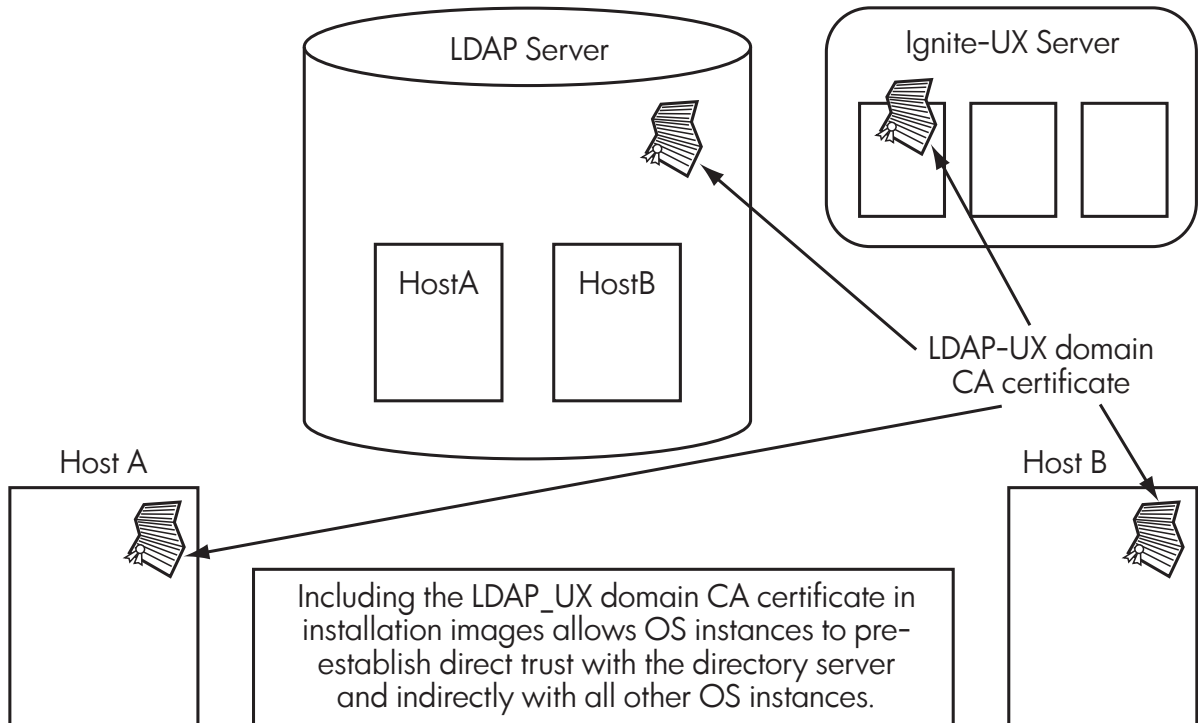 LDAP Server
Ignite-UX Server
HostA
HostB
LDAP-UX domain
CA certificate
Host A
Host B
Including the LDAP_UX domain CA certificate in
installation images allows OS instances to pre-
establish direct trust with the directory server
and indirectly with all other OS instances.